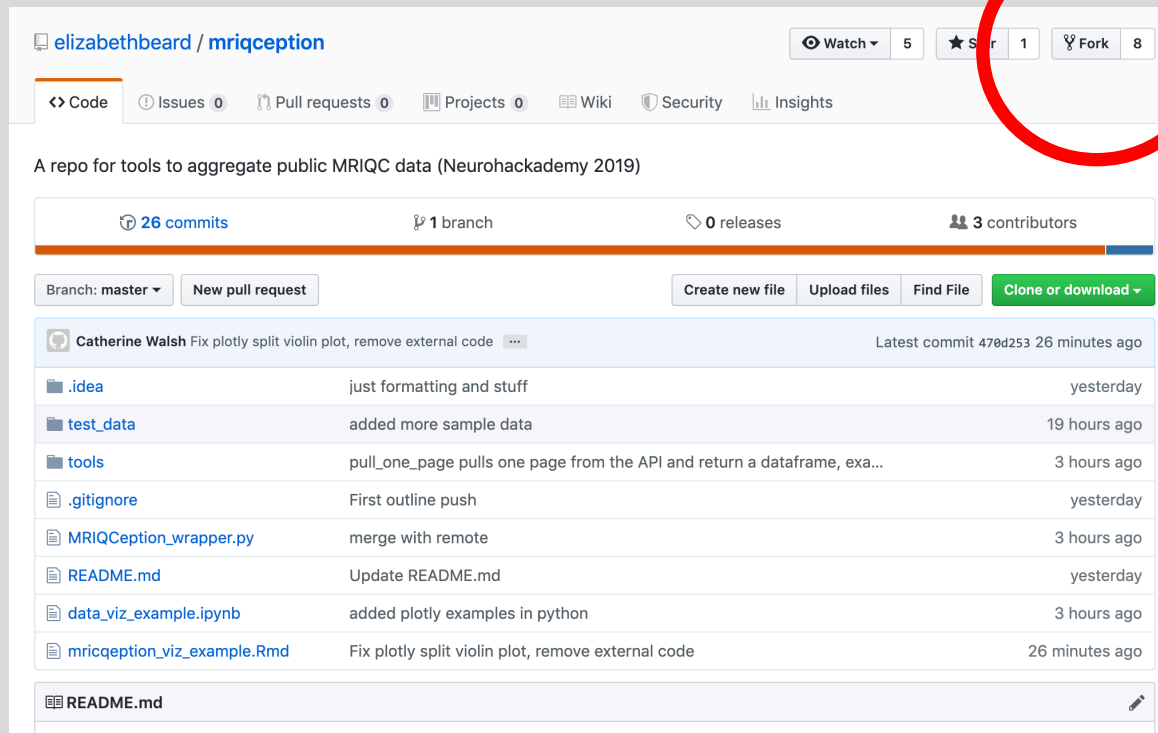 elizabethbeard / mriqception
Watch 5 1 Fork 8
Code Issues 0 Pull requests 0 Projects 0 Wiki Security Insights
A repo for tools to aggregate public MRIQC data (Neurohackademy 2019)
26 commits 1 branch 0 releases 3 contributors
Branch: master New pull request Create new file Upload files Find File Clone or download
Catherine Walsh Fix plotly split violin plot, remove external code ... Latest commit 470d253 26 minutes ago
.idea just formatting and stuff yesterday
test_data added more sample data 19 hours ago
tools pull_one_page pulls one page from the API and return a dataframe, exa... 3 hours ago
.gitignore First outline push yesterday
MRIQCeption_wrapper.py merge with remote 3 hours ago
README.md Update README.md yesterday
data_viz_example.ipynb added plotly examples in python 3 hours ago
mricqeption_viz_example.Rmd Fix plotly split violin plot, remove external code 26 minutes ago
README.md